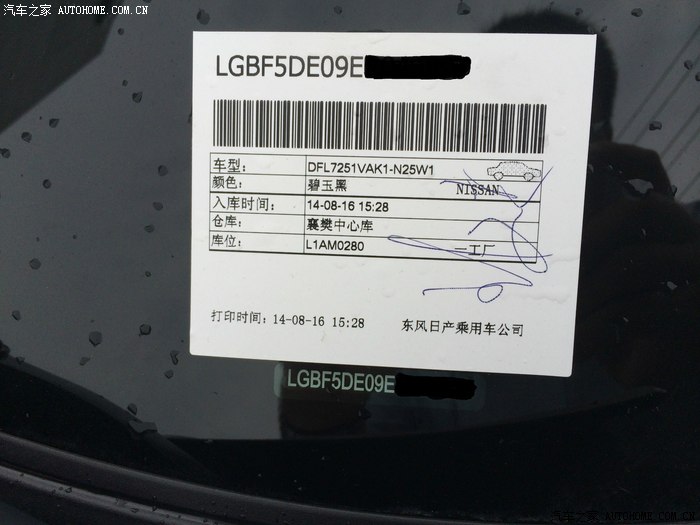 汽车之家 AUTOHOME.COM.CN
LGBF5DE09E
车型: DFL7251VAK1-N25W1
颜色: 碧玉黑 NISSAN
入库时间: 14-08-16 15:28
仓库: 襄樊中心库
库位: L1AM0280 一工厂
打印时间: 14-08-16 15:28 东风日产乘用车公司
LGBF5DE09E
汽车之家 AUTOHOME.COM.CN